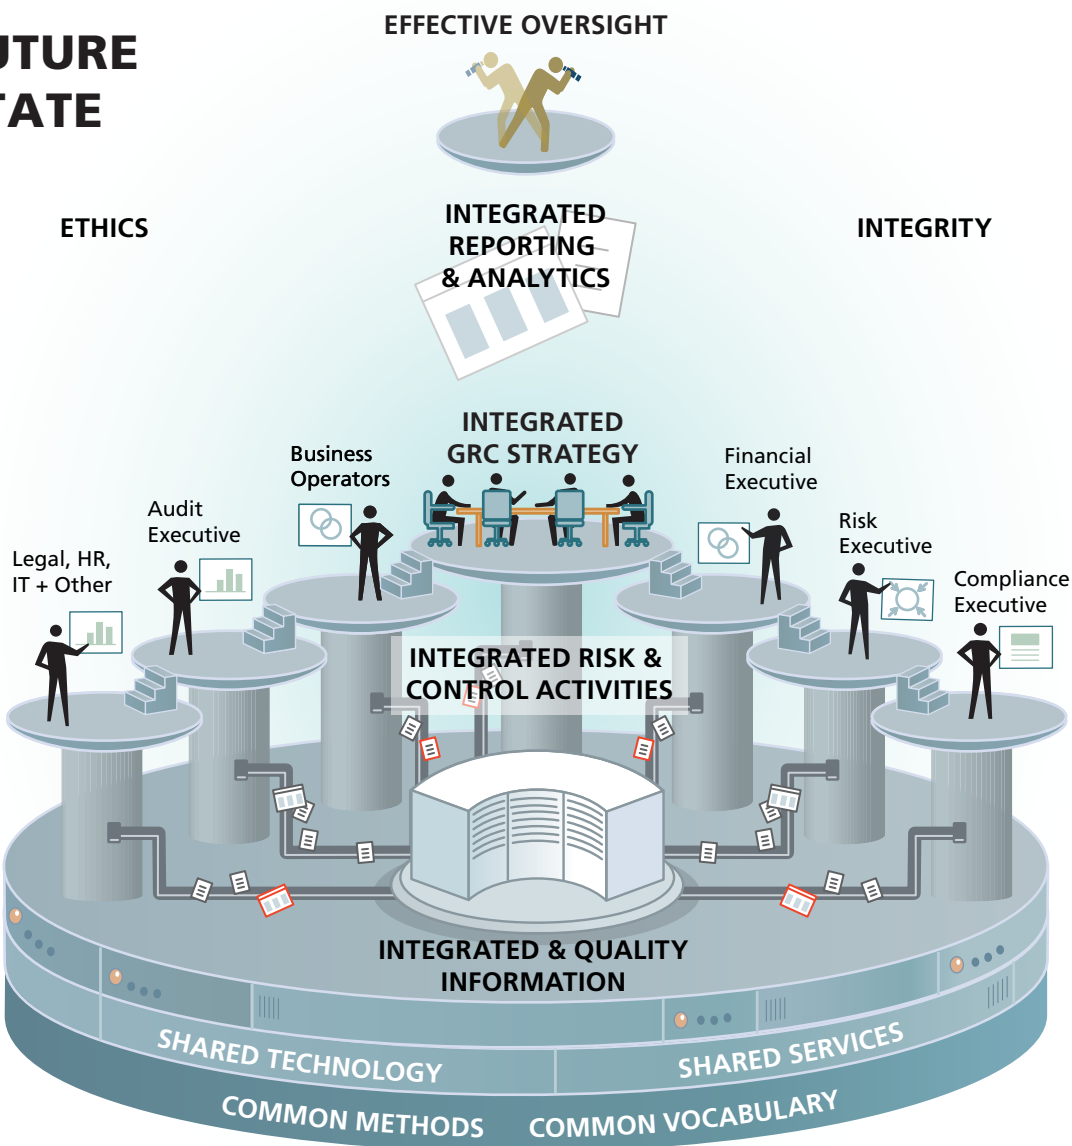 EFFECTIVE OVERSIGHT
UTURE
TATE
ETHICS
INTEGRATED
REPORTING
& ANALYTICS
INTEGRITY
INTEGRATED
GRC STRATEGY
Business
Operators
Financial
Executive
Audit
Executive
Risk
Executive
Legal, HR,
IT + Other
Compliance
Executive
INTEGRATED RISK &
CONTROL ACTIVITIES
INTEGRATED & QUALITY
INFORMATION
SHARED TECHNOLOGY
SHARED SERVICES
COMMON METHODS
COMMON VOCABULARY